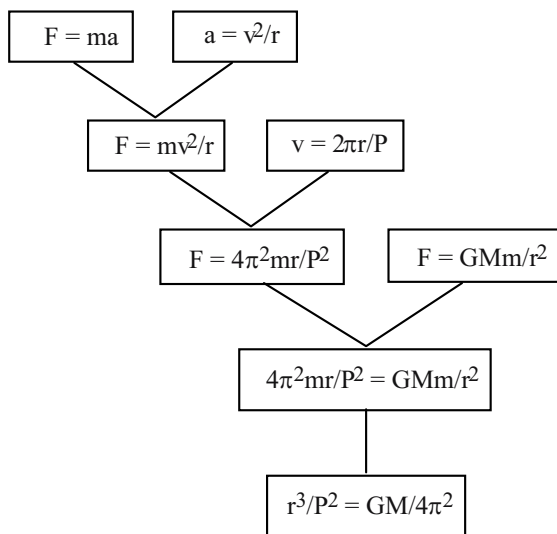 F = ma
a = v²/r
F = mv²/r
v = 2πr/P
F = 4π²mr/P²
F = GMm/r²
4π²mr/P² = GMm/r²
r³/P² = GM/4π²